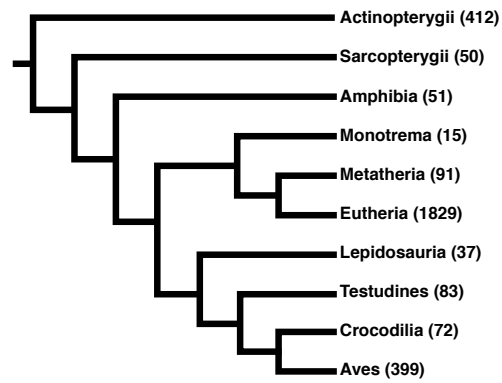 Actinopterygii (412)
Sarcopterygii (50)
Amphibia (51)
Monotrema (15)
Metatheria (91)
Eutheria (1829)
Lepidosauria (37)
Testudines (83)
Crocodilia (72)
Aves (399)